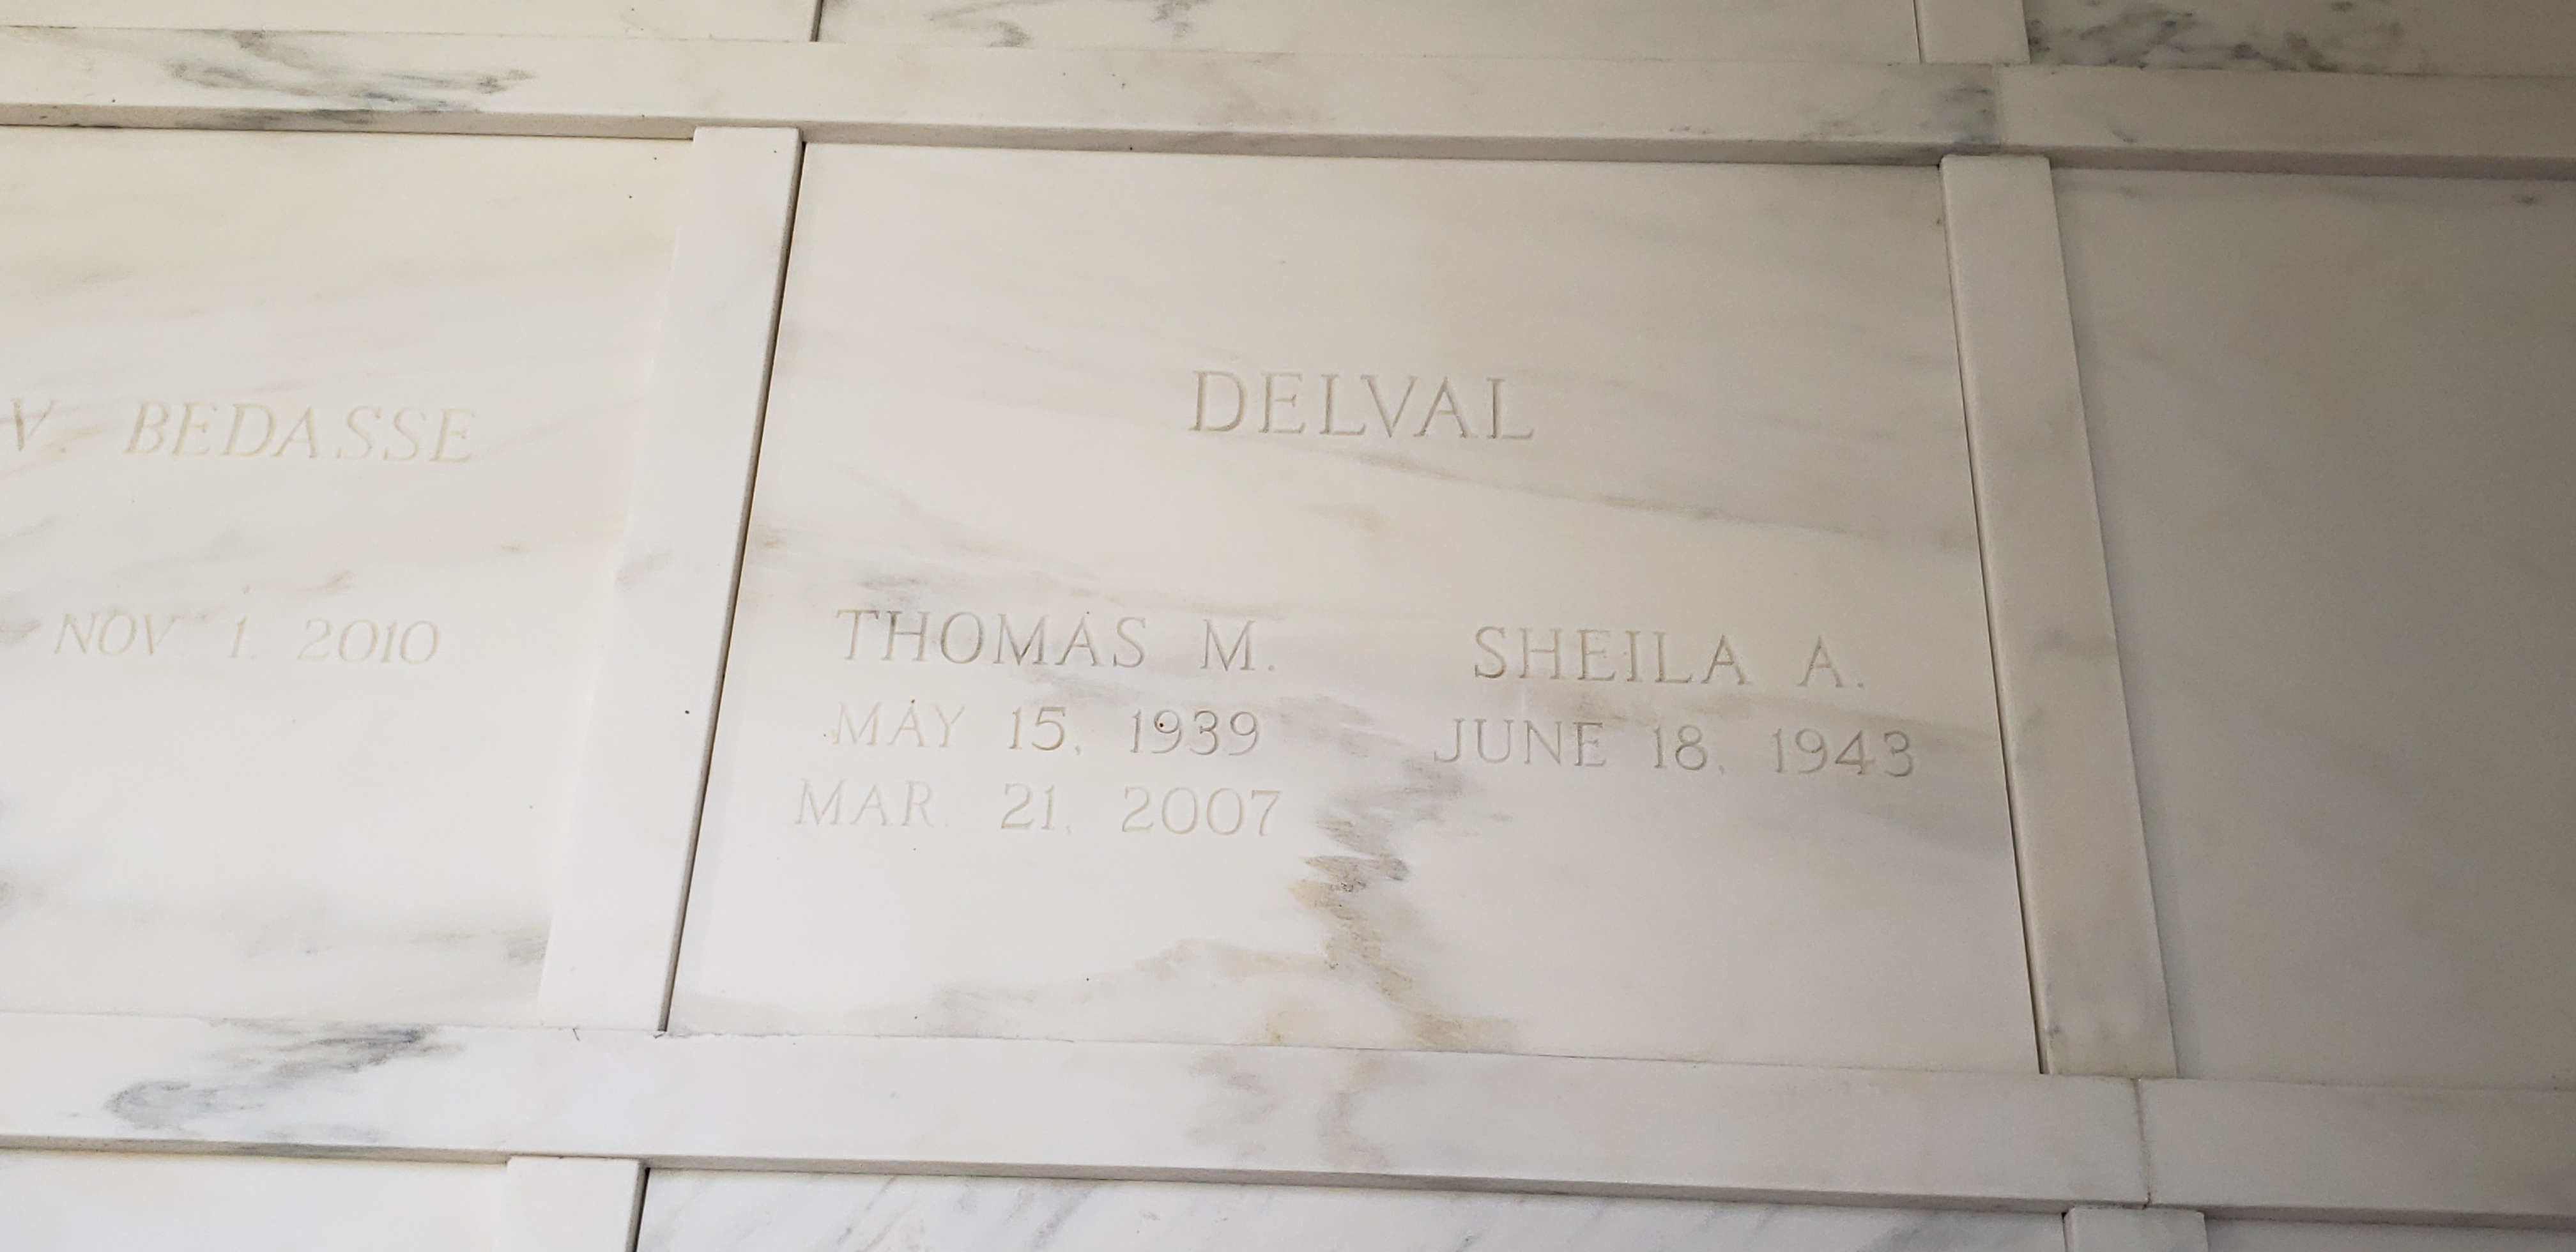 V. BEDASSE
NOV. 1, 2010
DELVAL
THOMAS M.
MAY 15, 1939
MAR. 21, 2007
SHEILA A.
JUNE 18, 1943